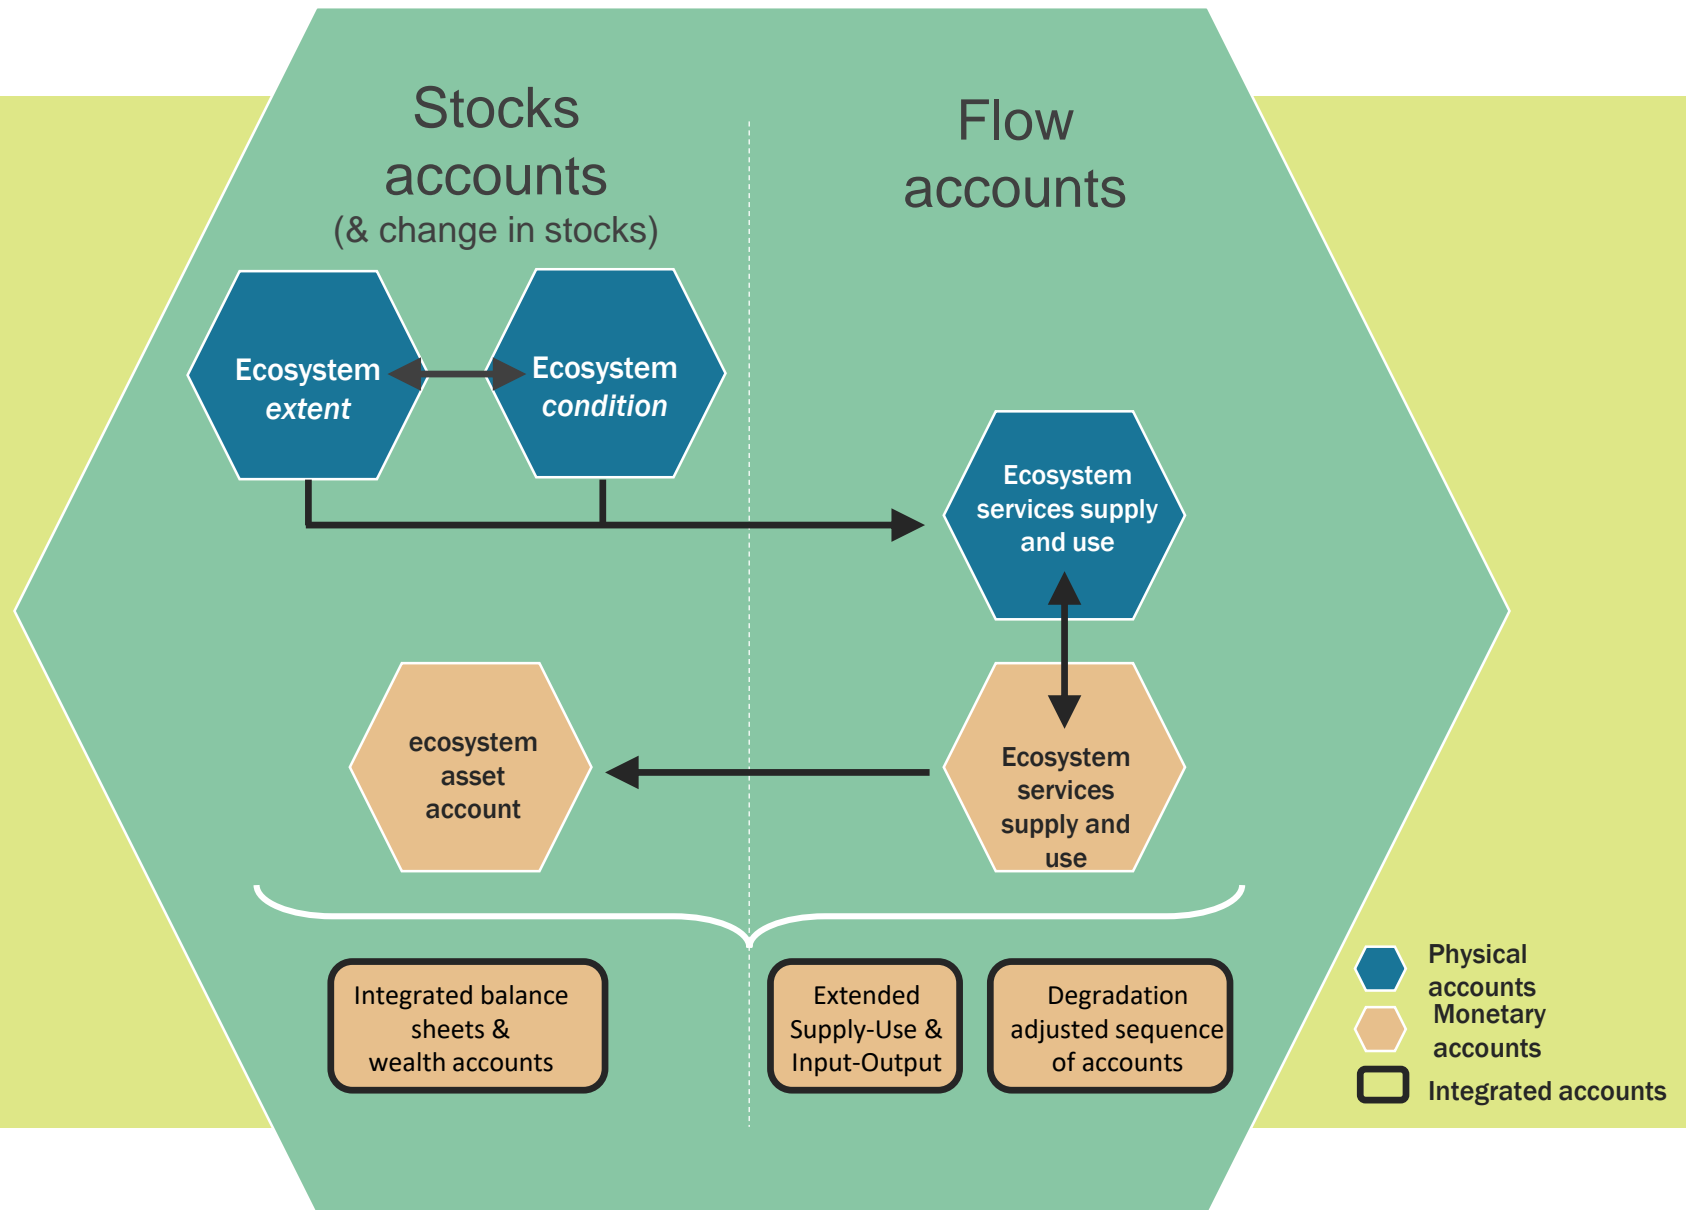 Stocks
accounts
(& change in stocks)
Flow
accounts
Ecosystem
extent
Ecosystem
condition
Ecosystem
services supply
and use
ecosystem
asset
account
Ecosystem
services
supply and
use
Integrated balance
sheets &
wealth accounts
Extended
Supply-Use &
Input-Output
Degradation
adjusted sequence
of accounts
Physical
accounts
Monetary
accounts
Integrated accounts